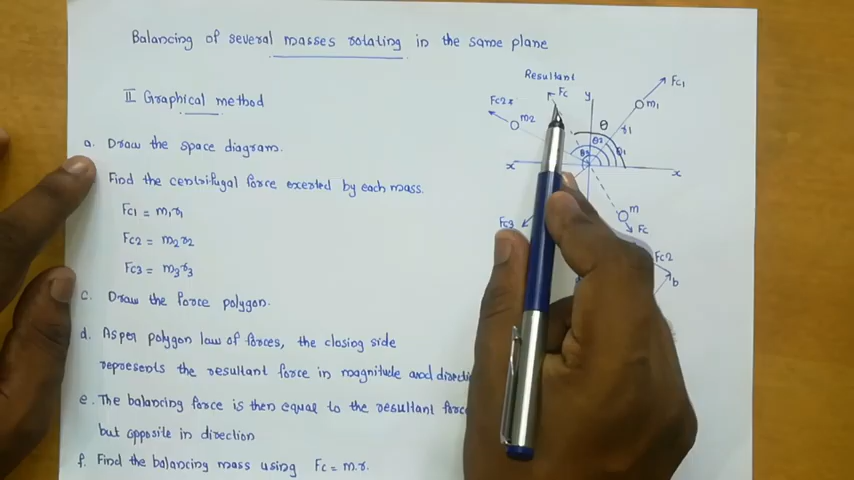 Balancing of several masses rotating in the same plane
II Graphical method
a. Draw the space diagram.
Find the centrifugal force exerted by each mass.
Fc1 = m1r1
Fc2 = m2r2
Fc3 = m3r3
c. Draw the force polygon.
d. As per polygon law of forces, the closing side
represents the resultant force in magnitude and
e. The balancing force is then equal to the resultant force
but opposite in direction
f. Find the balancing mass using Fc = m.r.
Resultant
Fc
y
Fc1
m1
Fc2
m2
θ
r1
θ2
θ1
θ3
x
x
m
Fc
Fc3
Fc2
b